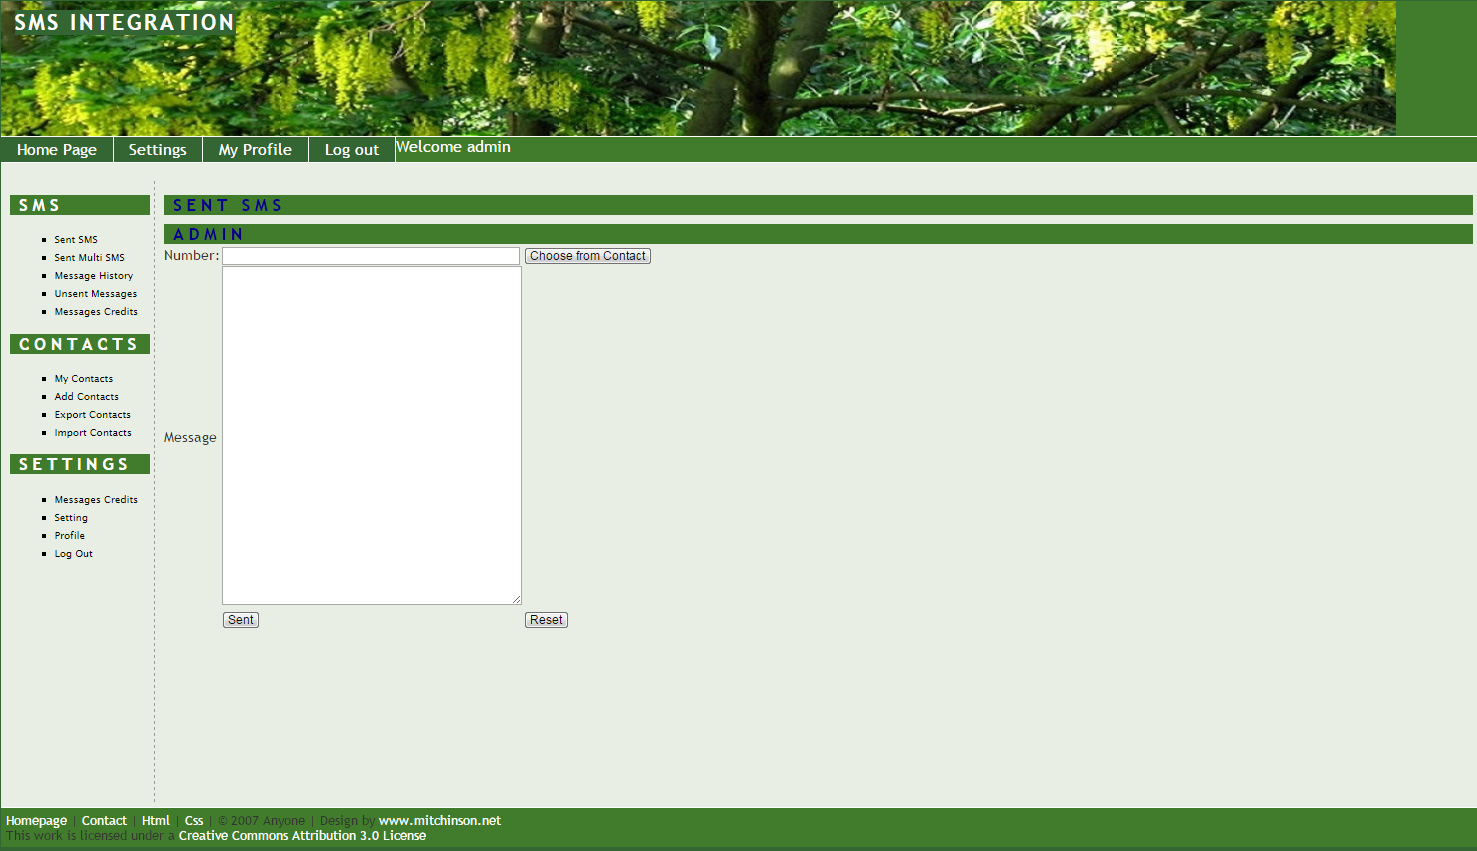 SMS INTEGRATION
Home Page
Settings
My Profile
Log out
Welcome admin
SMS
Sent SMS
Sent Multi SMS
Message History
Unsent Messages
Messages Credits
CONTACTS
My Contacts
Add Contacts
Export Contacts
Import Contacts
SETTINGS
Messages Credits
Setting
Profile
Log Out
SENT SMS
ADMIN
Number:
Choose from Contact
Message
Sent
Reset
Homepage | Contact | Html | Css | © 2007 Anyone | Design by www.mitchinson.net
This work is licensed under a Creative Commons Attribution 3.0 License